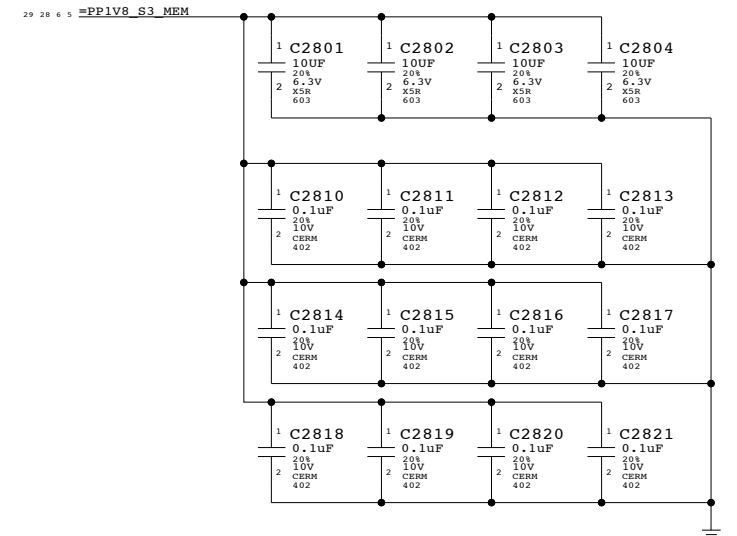 29 28 6 5 =PP1V8_S3_MEM
1 C2801 1 C2802 1 C2803 1 C2804
10UF 10UF 10UF 10UF
20% 20% 20% 20%
2 6.3V 2 6.3V 2 6.3V 2 6.3V
X5R X5R X5R X5R
603 603 603 603
1 C2810 1 C2811 1 C2812 1 C2813
0.1uF 0.1uF 0.1uF 0.1uF
20% 20% 20% 20%
2 10V 2 10V 2 10V 2 10V
CERM CERM CERM CERM
402 402 402 402
1 C2814 1 C2815 1 C2816 1 C2817
0.1uF 0.1uF 0.1uF 0.1uF
20% 20% 20% 20%
2 10V 2 10V 2 10V 2 10V
CERM CERM CERM CERM
402 402 402 402
1 C2818 1 C2819 1 C2820 1 C2821
0.1uF 0.1uF 0.1uF 0.1uF
20% 20% 20% 20%
2 10V 2 10V 2 10V 2 10V
CERM CERM CERM CERM
402 402 402 402